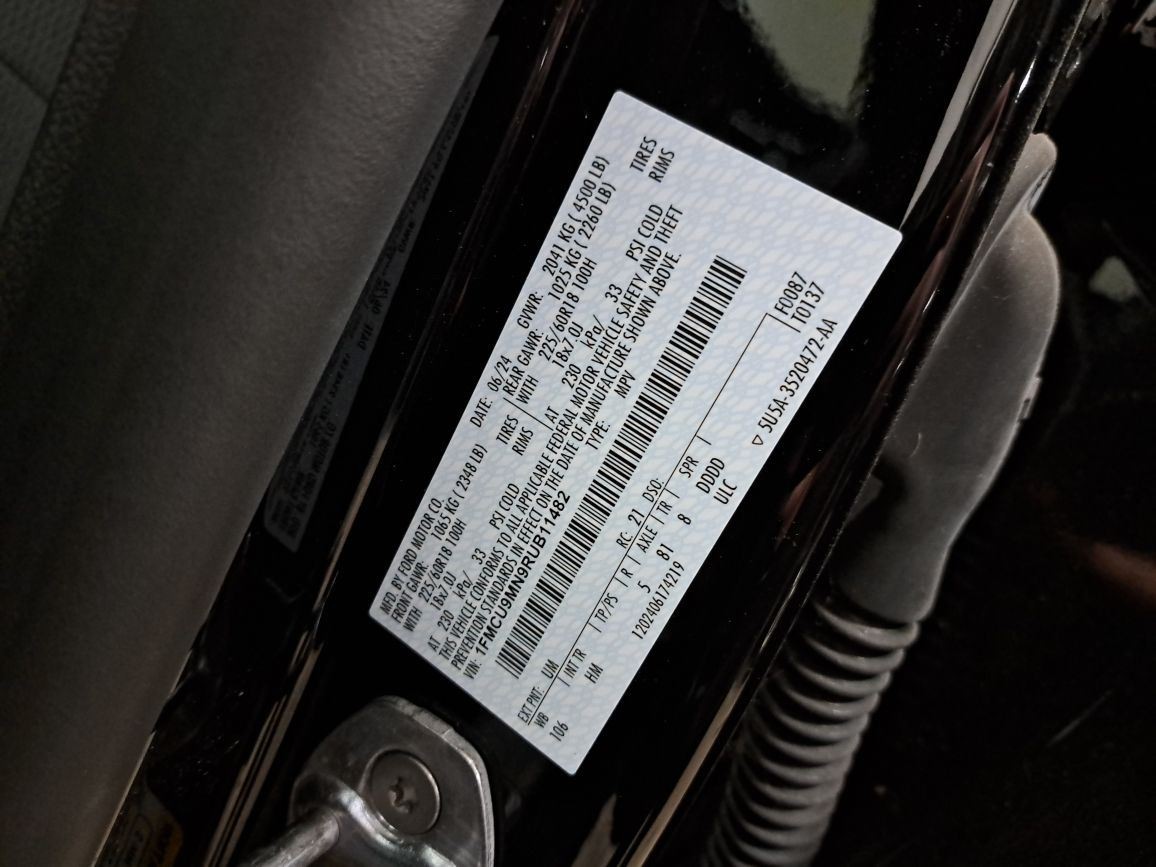 MFD. BY FORD MOTOR CO. DATE: 06/24 GVWR: 2041 KG ( 4500 LB)
FRONT GAWR: 1065 KG ( 2348 LB) REAR GAWR: 1025 KG ( 2260 LB)
WITH 225/60R18 100H TIRES WITH 225/60R18 100H TIRES
18x7.0J RIMS 18x7.0J RIMS
AT 230 kPa/ 33 PSI COLD AT 230 kPa/ 33 PSI COLD
THIS VEHICLE CONFORMS TO ALL APPLICABLE FEDERAL MOTOR VEHICLE SAFETY AND THEFT
PREVENTION STANDARDS IN EFFECT ON THE DATE OF MANUFACTURE SHOWN ABOVE.
VIN: 1FMCU9MN9RUB11482 TYPE: MPV
EXT PNT: UM RC: 21 DSO: F0087
WB | INT TR | TP/PS | R | AXLE | TR | SPR | T0137
106 HM 5 81 8 DDDD
1202406174219 ULC ▽ 5U5A-3520472-AA